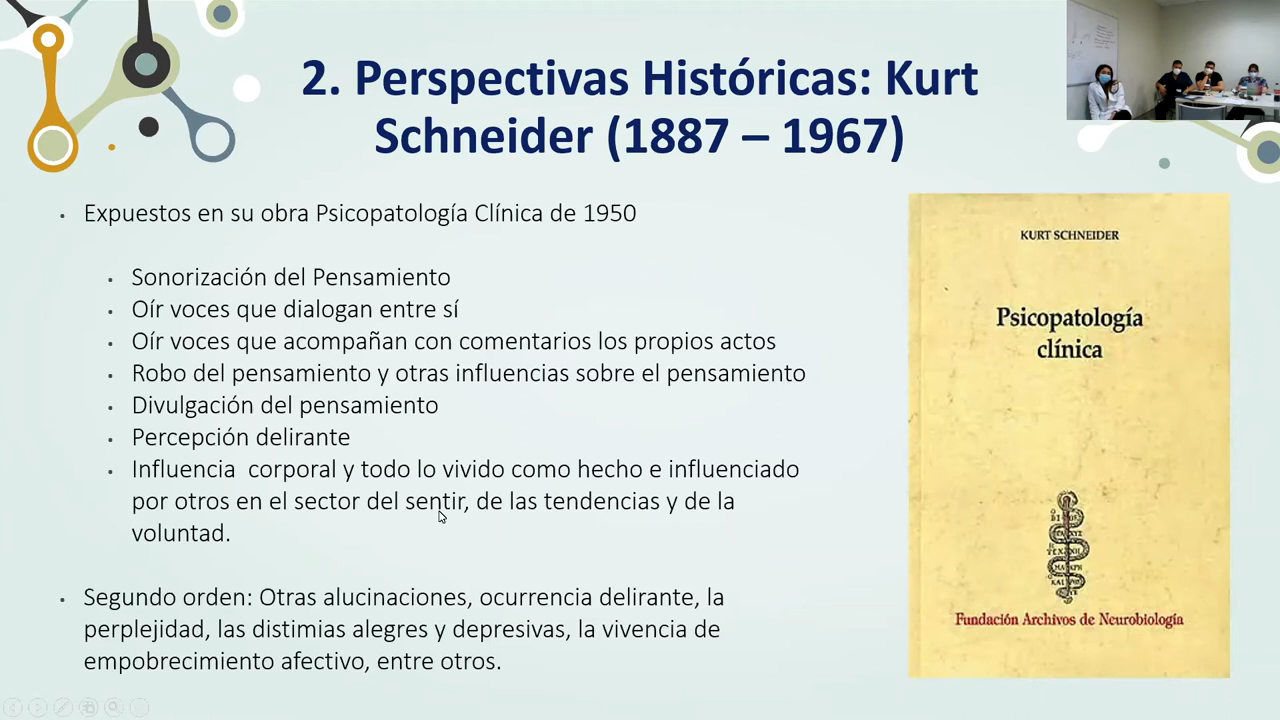 2. Perspectivas Históricas: Kurt
Schneider (1887 – 1967)
Expuestos en su obra Psicopatología Clínica de 1950
Sonorización del Pensamiento
Oír voces que dialogan entre sí
Oír voces que acompañan con comentarios los propios actos
Robo del pensamiento y otras influencias sobre el pensamiento
Divulgación del pensamiento
Percepción delirante
Influencia corporal y todo lo vivido como hecho e influenciado
por otros en el sector del sentir, de las tendencias y de la
voluntad.
Segundo orden: Otras alucinaciones, ocurrencia delirante, la
perplejidad, las distimias alegres y depresivas, la vivencia de
empobrecimiento afectivo, entre otros.
KURT SCHNEIDER
Psicopatología
clínica
Fundación Archivos de Neurobiología